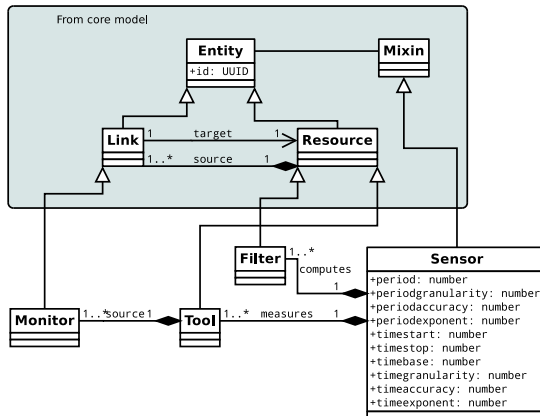 From core model
Entity
Mixin
+id: UUID
Link
1 target 1
Resource
1..* source 1
Filter
1..*
computes
1
Sensor
+period: number
+periodgranularity: number
+periodaccuracy: number
+periodexponent: number
+timestart: number
+timestop: number
+timebase: number
+timegranularity: number
+timeaccuracy: number
+timeexponent: number
Monitor
1..* source 1
Tool
1..* measures 1